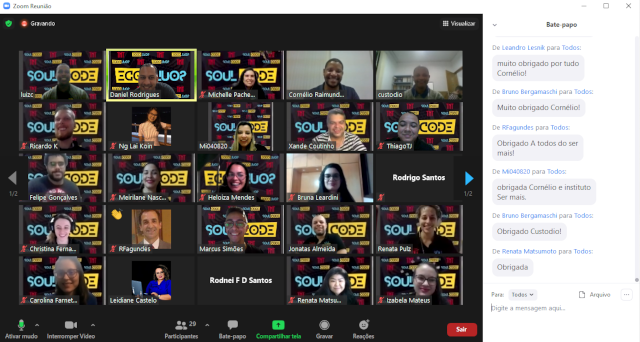 Zoom Reunião
Gravando
Visualizar
luizc
Daniel Rodrigues
Michelle Pache...
Cornélio Raimund...
custodio
Ricardo K
Ng Lai Koin
Mi040820
Xande Coutinho
ThiagoTJ
1/2
1/2
Felipe Gonçalves
Meirilane Nasc...
Heloiza Mendes
Bruna Leardini
Rodrigo Santos
Christina Ferna...
RFagundes
Marcus Simões
Jonatas Almeida
Renata Pulz
Carolina Farnet...
Leidiane Castelo
Rodnei F D Santos
Renata Matsu...
Izabela Mateus
Ativar mudo
Interromper Vídeo
29
Participantes
Bate-papo
Compartilhar tela
Gravar
Reações
Sair
Bate-papo
De Leandro Lesnik para Todos:
muito obrigado por tudo
Cornélio!
De Bruno Bergamaschi para Todos:
Muito obrigado Cornélio!
De RFagundes para Todos:
Obrigado A todos do ser
mais!
De Mi040820 para Todos:
obrigada Cornélio e instituto
Ser mais.
De Bruno Bergamaschi para Todos:
Obrigado Custodio!
De Renata Matsumoto para Todos:
Obrigada
Para: Todos
Arquivo
Digite a mensagem aqui...